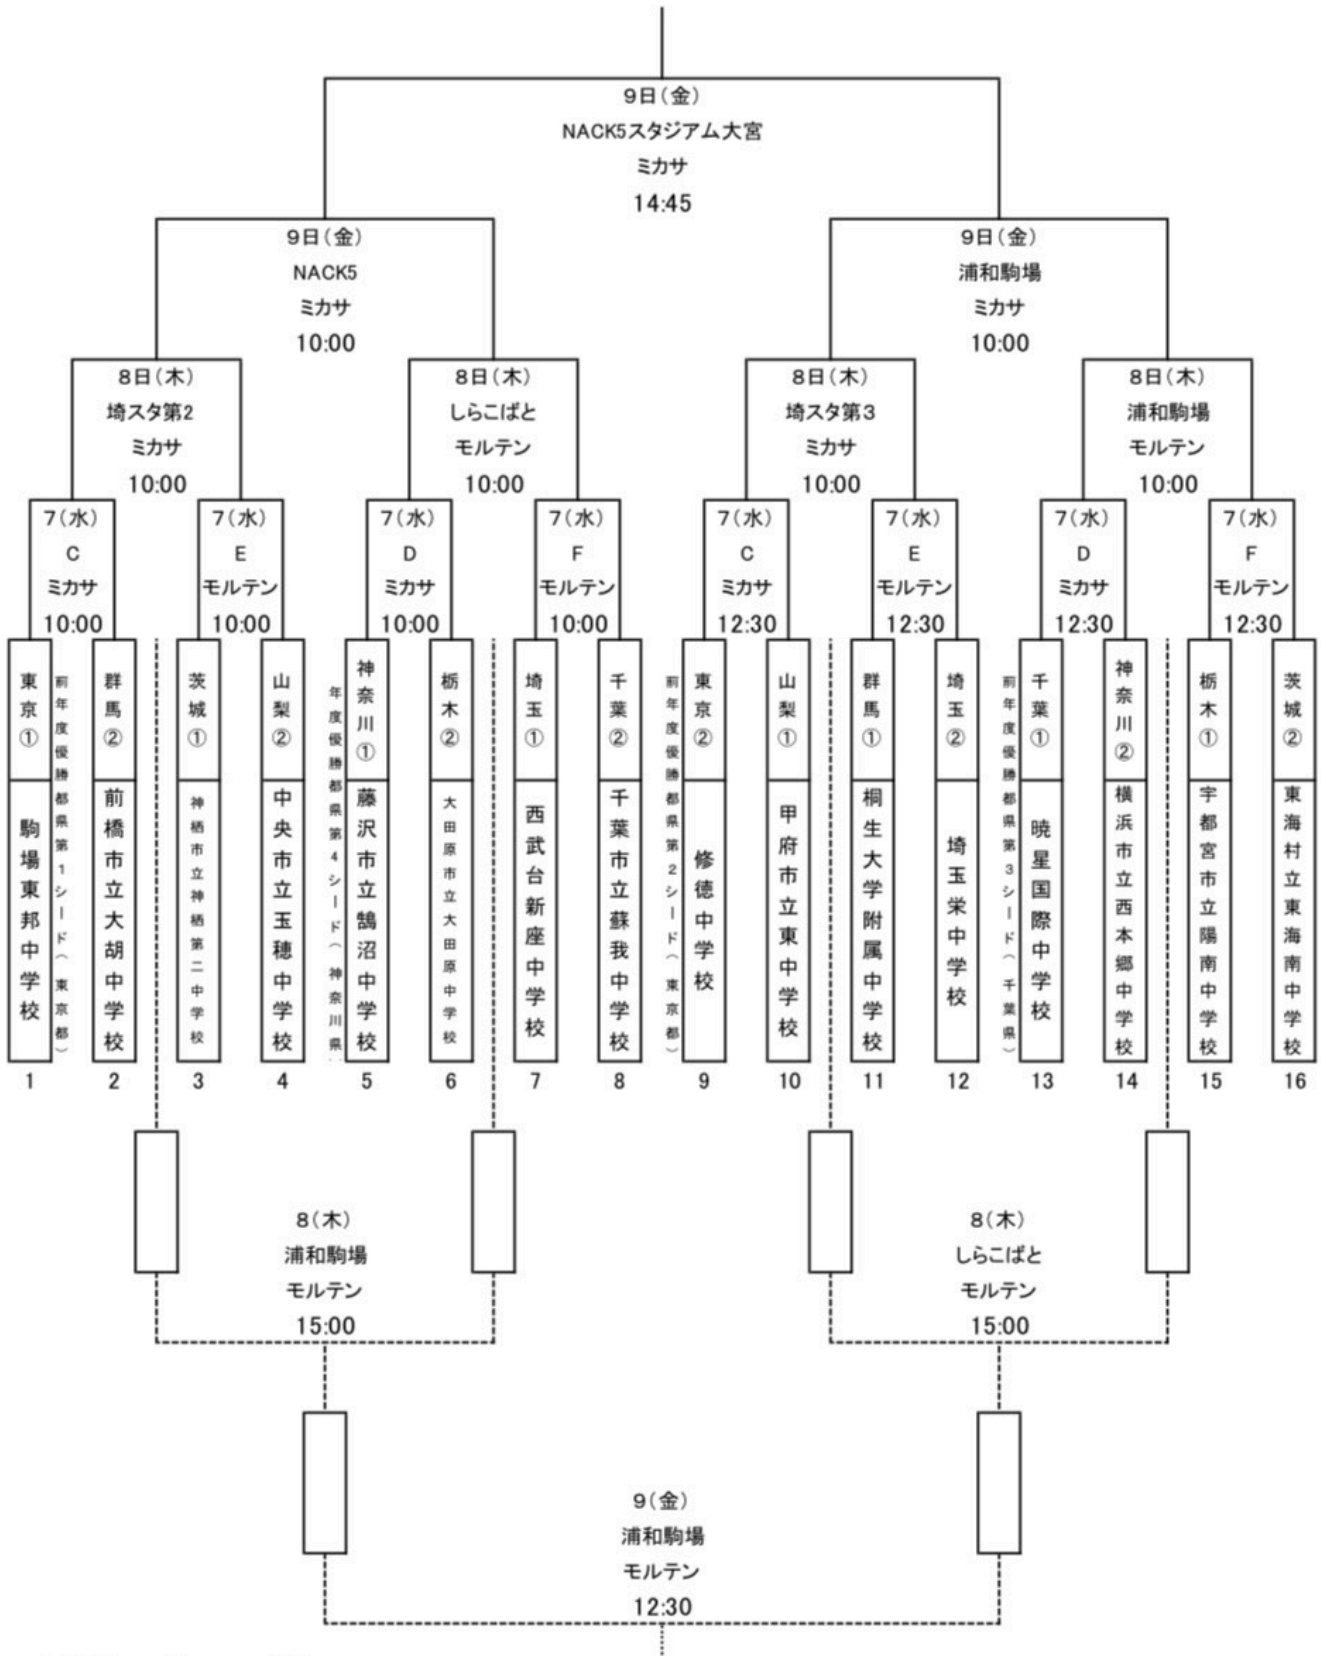 9日(金)
NACK5スタジアム大宮
ミカサ
14:45
9日(金)
NACK5
ミカサ
10:00
9日(金)
浦和駒場
ミカサ
10:00
8日(木)
埼スタ第2
ミカサ
10:00
8日(木)
しらこばと
モルテン
10:00
8日(木)
埼スタ第3
ミカサ
10:00
8日(木)
浦和駒場
モルテン
10:00
7(水)
C
ミカサ
10:00
7(水)
E
モルテン
10:00
7(水)
D
ミカサ
10:00
7(水)
F
モルテン
10:00
7(水)
C
ミカサ
12:30
7(水)
E
モルテン
12:30
7(水)
D
ミカサ
12:30
7(水)
F
モルテン
12:30
東京①
駒場東邦中学校
1
前年度優勝都県第1シード(東京都)
群馬②
前橋市立大胡中学校
2
茨城①
神栖市立神栖第二中学校
3
山梨②
中央市立玉穂中学校
4
年度優勝都県第4シード(神奈川県
神奈川①
藤沢市立鵠沼中学校
5
栃木②
大田原市立大田原中学校
6
埼玉①
西武台新座中学校
7
千葉②
千葉市立蘇我中学校
8
前年度優勝都県第2シード(東京都)
東京②
修徳中学校
9
山梨①
甲府市立東中学校
10
群馬①
桐生大学附属中学校
11
埼玉②
埼玉栄中学校
12
前年度優勝都県第3シード(千葉県)
千葉①
暁星国際中学校
13
神奈川②
横浜市立西本郷中学校
14
栃木①
宇都宮市立陽南中学校
15
茨城②
東海村立東海南中学校
16
8(木)
浦和駒場
モルテン
15:00
8(木)
しらこばと
モルテン
15:00
9(金)
浦和駒場
モルテン
12:30